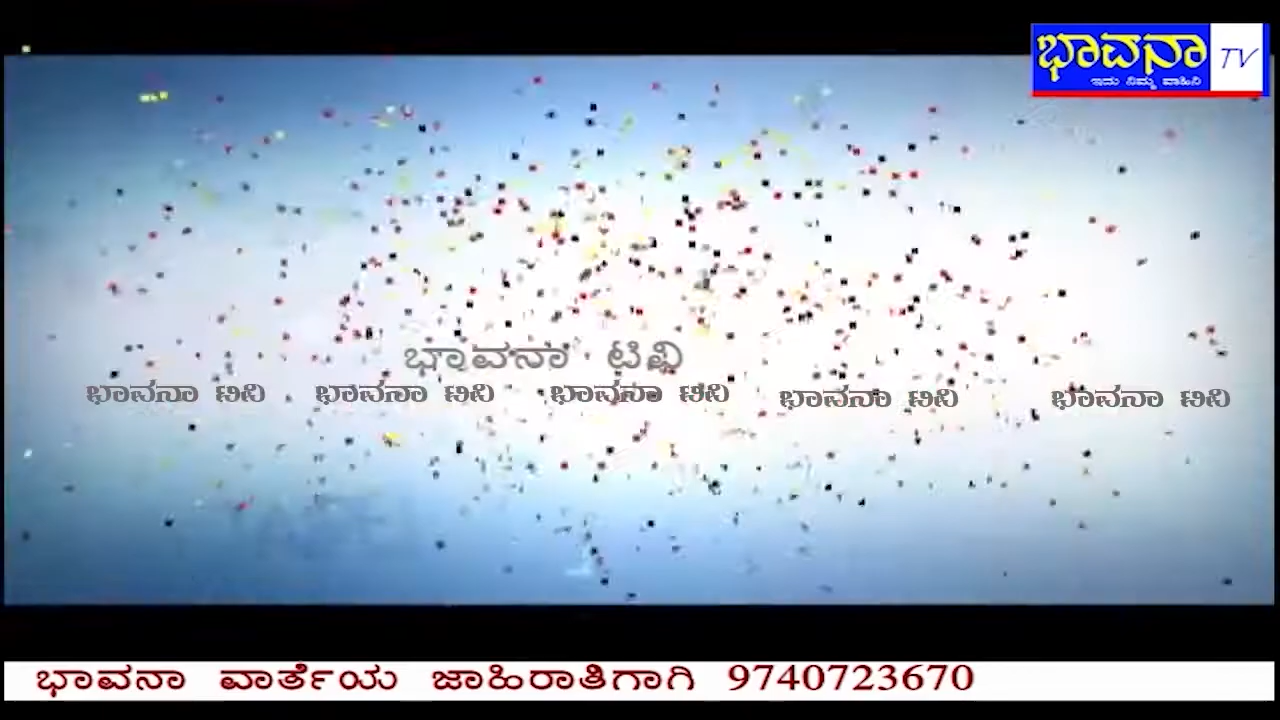 ಭಾವನಾ TV
ಇದು ನಿಮ್ಮ ವಾಹಿನಿ
ಭಾವನಾ ಟಿವಿ
ಭಾವನಾ ಟಿವಿ ಭಾವನಾ ಟಿವಿ ಭಾವನಾ ಟಿವಿ ಭಾವನಾ ಟಿವಿ ಭಾವನಾ ಟಿವಿ
ಭಾವನಾ ವಾರ್ತೆಯ ಜಾಹಿರಾತಿಗಾಗಿ 9740723670